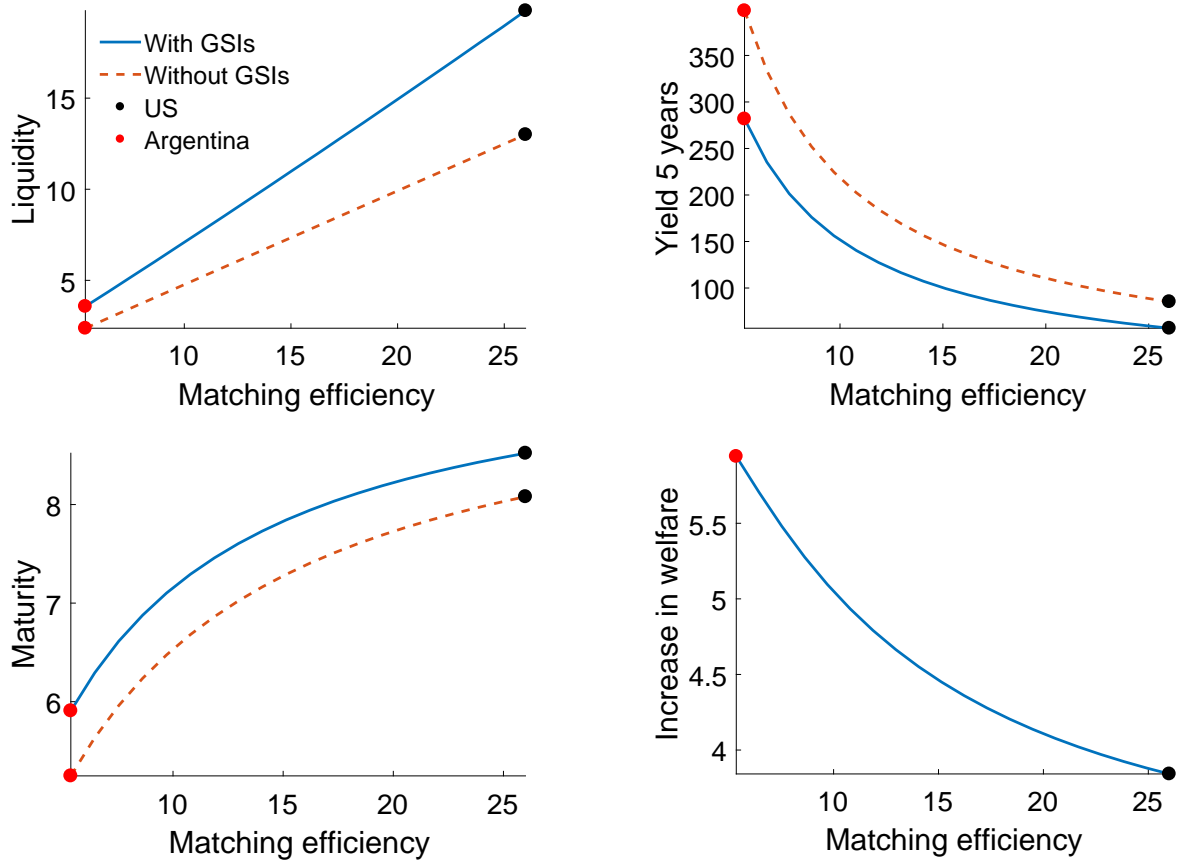 With GSIs
Without GSIs
US
Argentina
15
10
5
10
15
20
25
Liquidity
Matching efficiency
350
300
250
200
150
100
10
15
20
25
Yield 5 years
Matching efficiency
8
7
6
10
15
20
25
Maturity
Matching efficiency
5.5
5
4.5
4
10
15
20
25
Increase in welfare
Matching efficiency